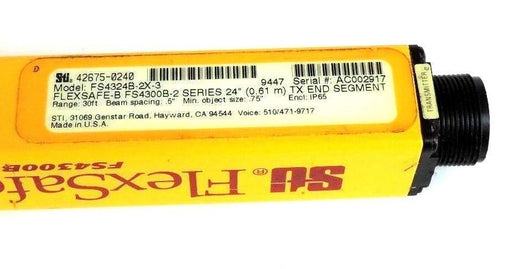 STI 42675-0240
Model: FS4324B-2X-3 9447 Serial #: AC002917
FLEXSAFE-B FS4300B-2 SERIES 24" (0.61 m) TX END SEGMENT
Range: 30ft Beam spacing: .5" Min. object size: .75" Encl: IP65
STI, 31069 Genstar Road, Hayward, CA 94544 Voice: 510/471-9717
Made in U.S.A.
TRANSMITTER
STI ® FlexSafe
FS4300B